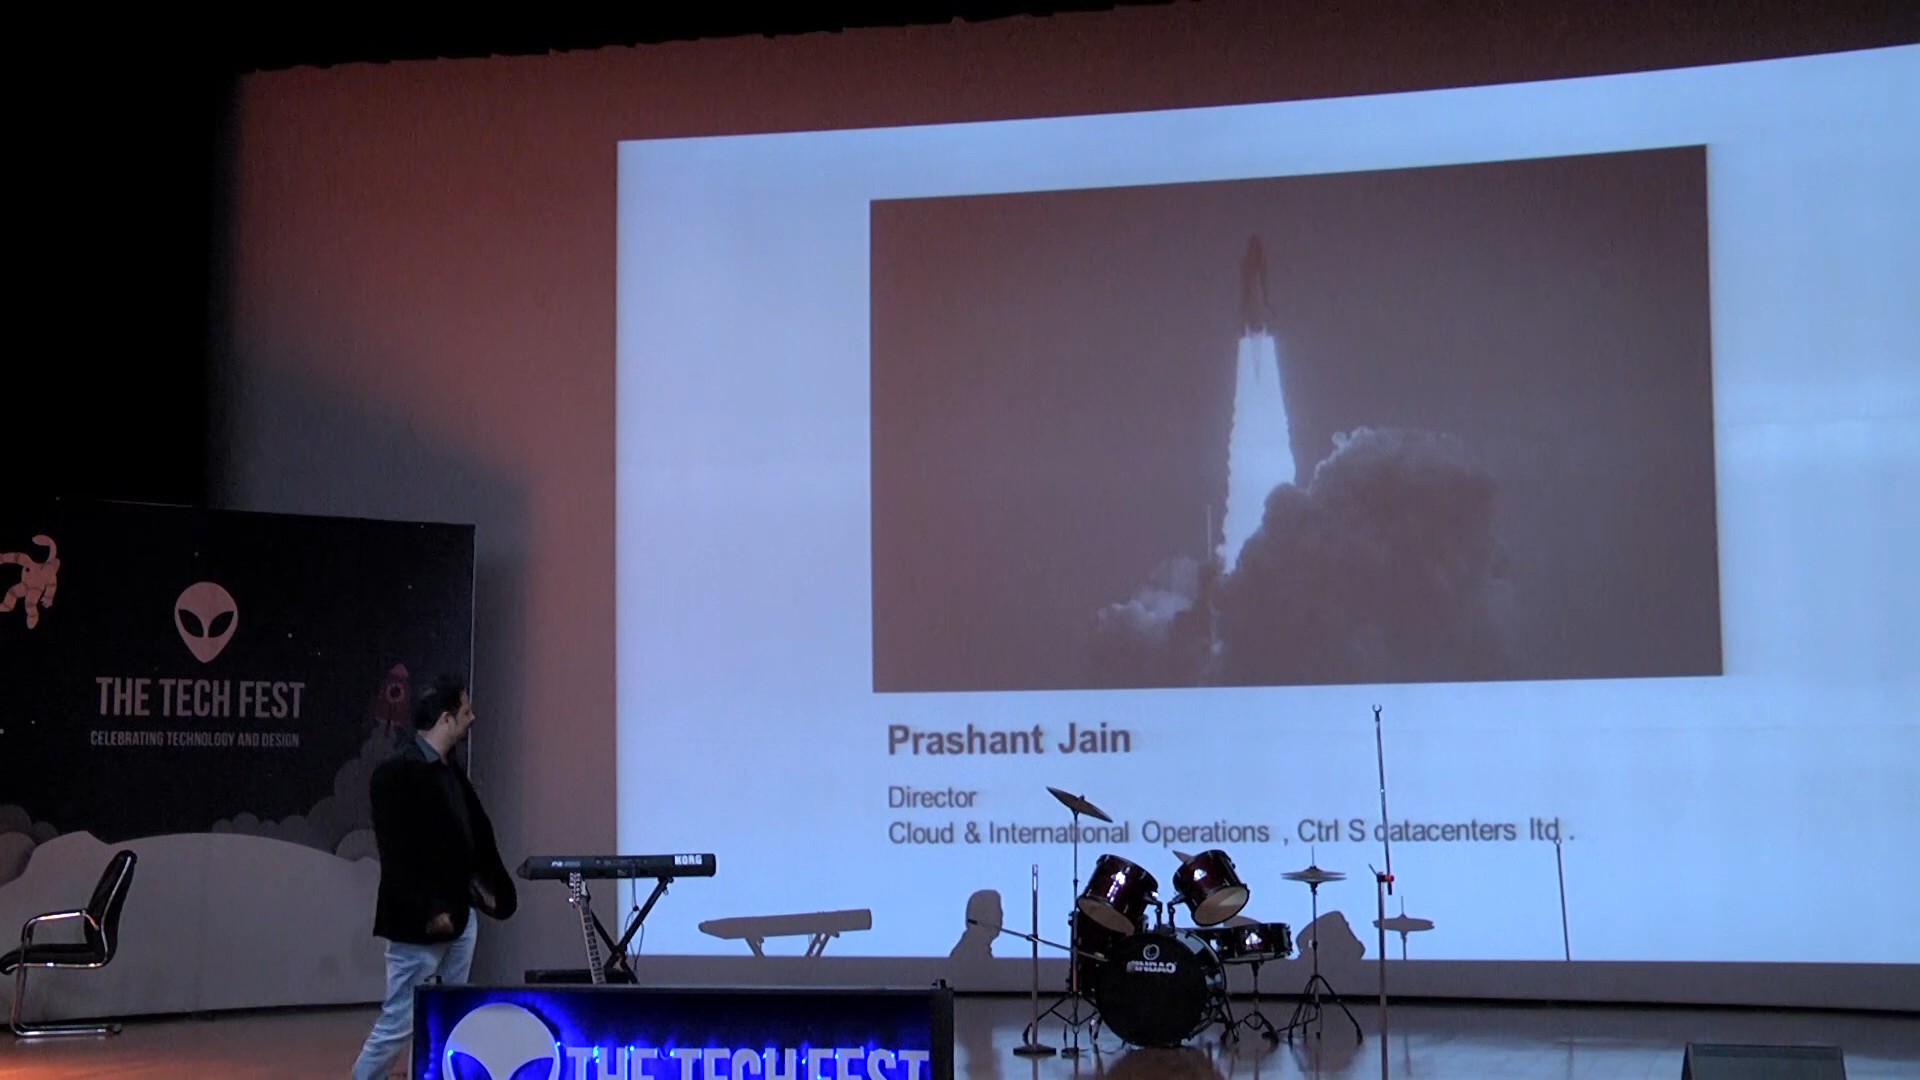 THE TECH FEST
CELEBRATING TECHNOLOGY AND DESIGN
Prashant Jain
Director
Cloud & International Operations , Ctrl S datacenters ltd .
KORG
THE TECH FEST